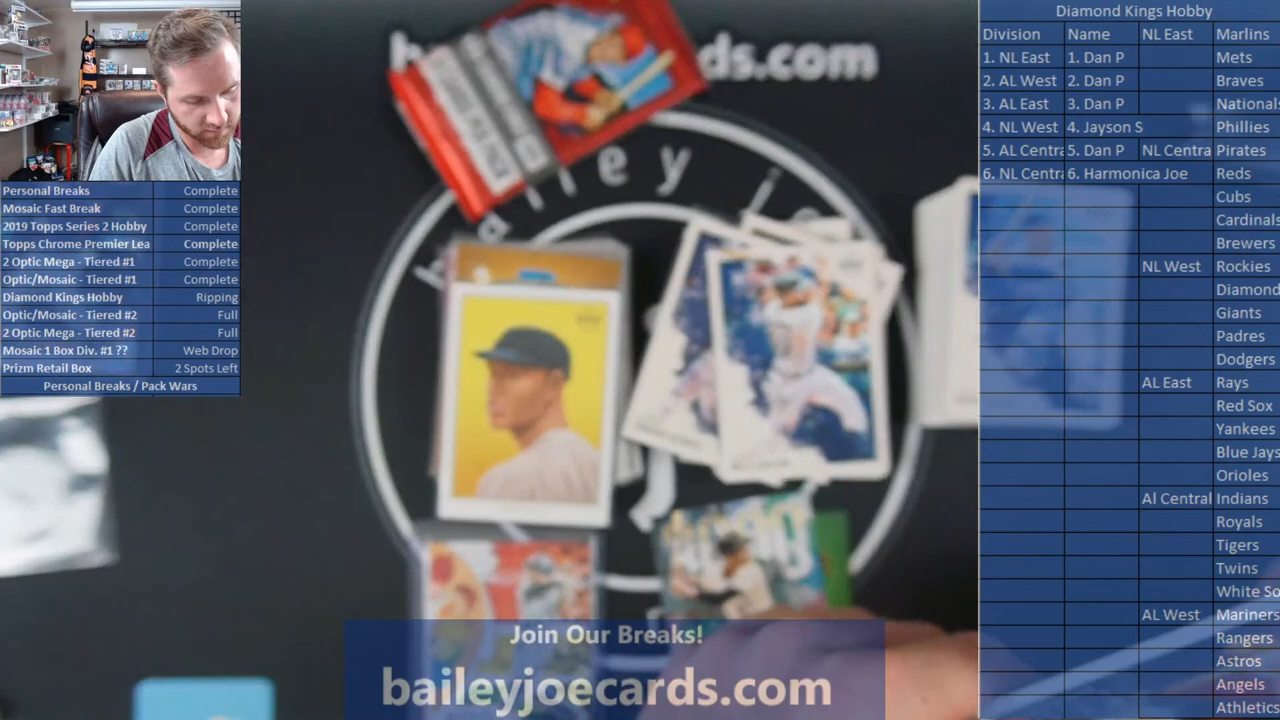 Personal Breaks Complete
Mosaic Fast Break Complete
2019 Topps Series 2 Hobby Complete
Topps Chrome Premier Lea Complete
2 Optic Mega - Tiered #1 Complete
Optic/Mosaic - Tiered #1 Complete
Diamond Kings Hobby Ripping
Optic/Mosaic - Tiered #2 Full
2 Optic Mega - Tiered #2 Full
Mosaic 1 Box Div. #1 ?? Web Drop
Prizm Retail Box 2 Spots Left
Personal Breaks / Pack Wars
ds.com
Join Our Breaks!
baileyjoecards.com
Diamond Kings Hobby
Division Name NL East Marlins
1. NL East 1. Dan P Mets
2. AL West 2. Dan P Braves
3. AL East 3. Dan P Nationals
4. NL West 4. Jayson S Phillies
5. AL Centra 5. Dan P NL Centra Pirates
6. NL Centra 6. Harmonica Joe Reds
Cubs
Cardinals
Brewers
NL West Rockies
Diamond
Giants
Padres
Dodgers
AL East Rays
Red Sox
Yankees
Blue Jays
Orioles
Al Central Indians
Royals
Tigers
Twins
White So
AL West Mariners
Rangers
Astros
Angels
Athletics